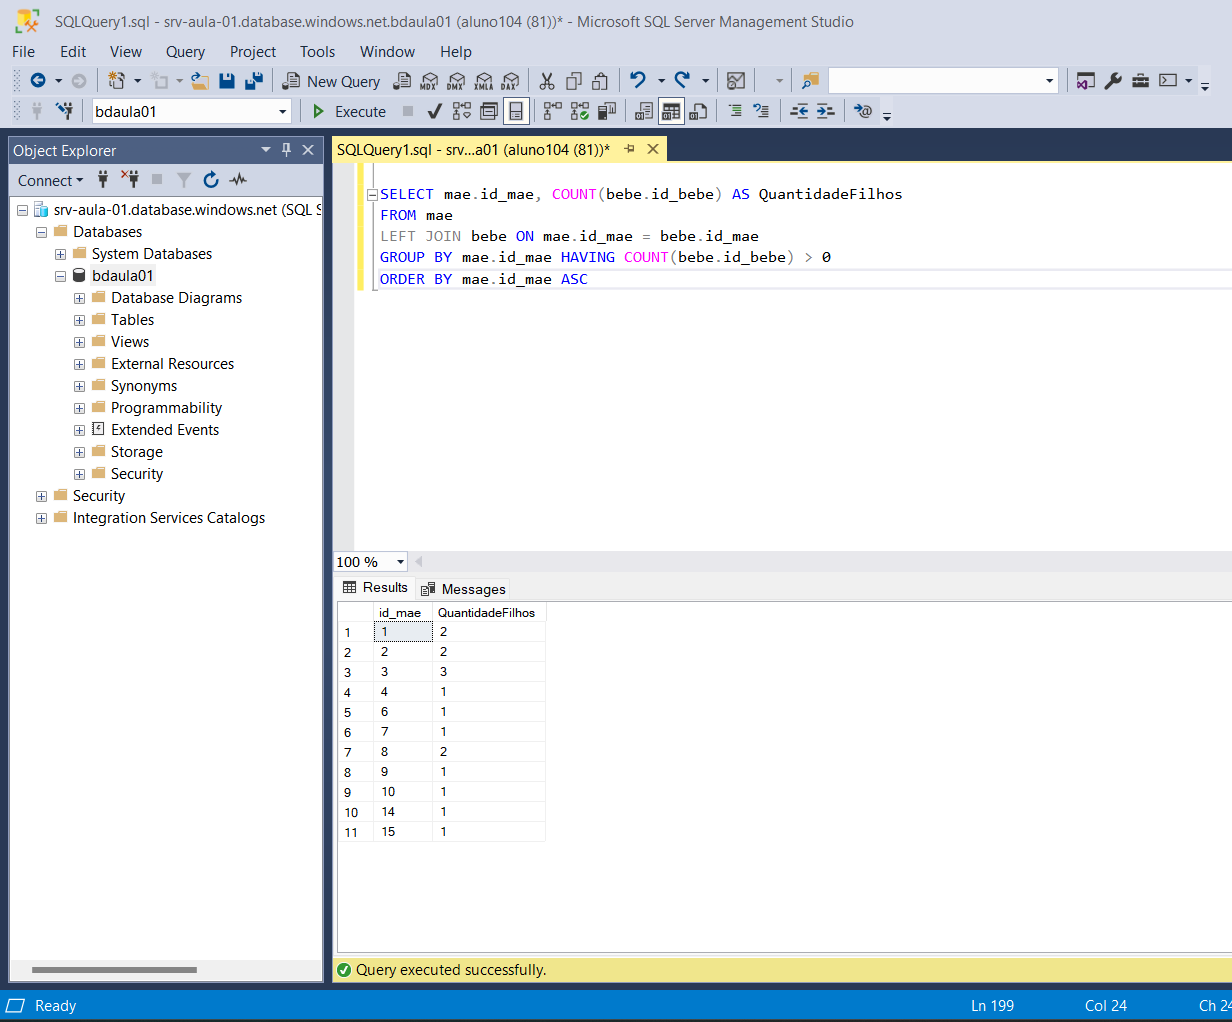 SQLQuery1.sql - srv-aula-01.database.windows.net.bdaula01 (aluno104 (81))* - Microsoft SQL Server Management Studio
File Edit View Query Project Tools Window Help
New Query MDX DMX XMLA DAX
bdaula01 Execute
Object Explorer
Connect
srv-aula-01.database.windows.net (SQL S
Databases
System Databases
bdaula01
Database Diagrams
Tables
Views
External Resources
Synonyms
Programmability
Extended Events
Storage
Security
Security
Integration Services Catalogs
SQLQuery1.sql - srv...a01 (aluno104 (81))*
SELECT mae.id_mae, COUNT(bebe.id_bebe) AS QuantidadeFilhos
FROM mae
LEFT JOIN bebe ON mae.id_mae = bebe.id_mae
GROUP BY mae.id_mae HAVING COUNT(bebe.id_bebe) > 0
ORDER BY mae.id_mae ASC
100 %
Results Messages
id_mae QuantidadeFilhos
1 1 2
2 2 2
3 3 3
4 4 1
5 6 1
6 7 1
7 8 2
8 9 1
9 10 1
10 14 1
11 15 1
Query executed successfully.
Ready Ln 199 Col 24 Ch 24